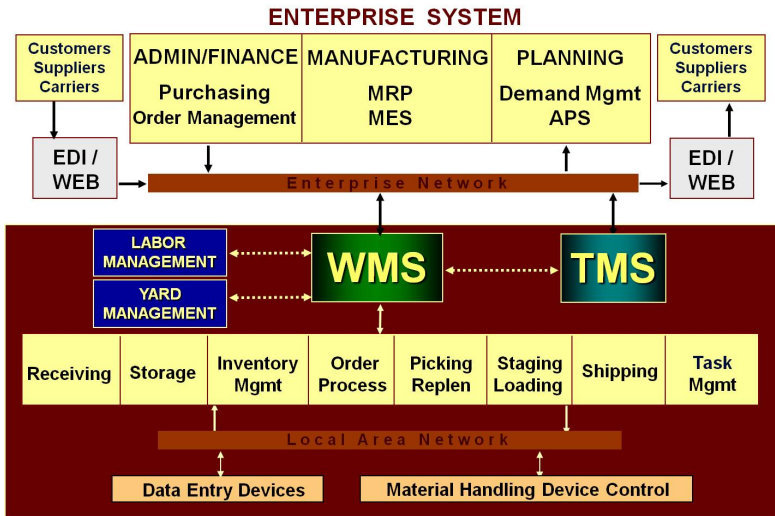 ENTERPRISE SYSTEM
Customers
Suppliers
Carriers
ADMIN/FINANCE
Purchasing
Order Management
MANUFACTURING
MRP
MES
PLANNING
Demand Mgmt
APS
Customers
Suppliers
Carriers
EDI /
WEB
Enterprise Network
EDI /
WEB
LABOR
MANAGEMENT
YARD
MANAGEMENT
WMS
TMS
Receiving
Storage
Inventory
Mgmt
Order
Process
Picking
Replen
Staging
Loading
Shipping
Task
Mgmt
Local Area Network
Data Entry Devices
Material Handling Device Control